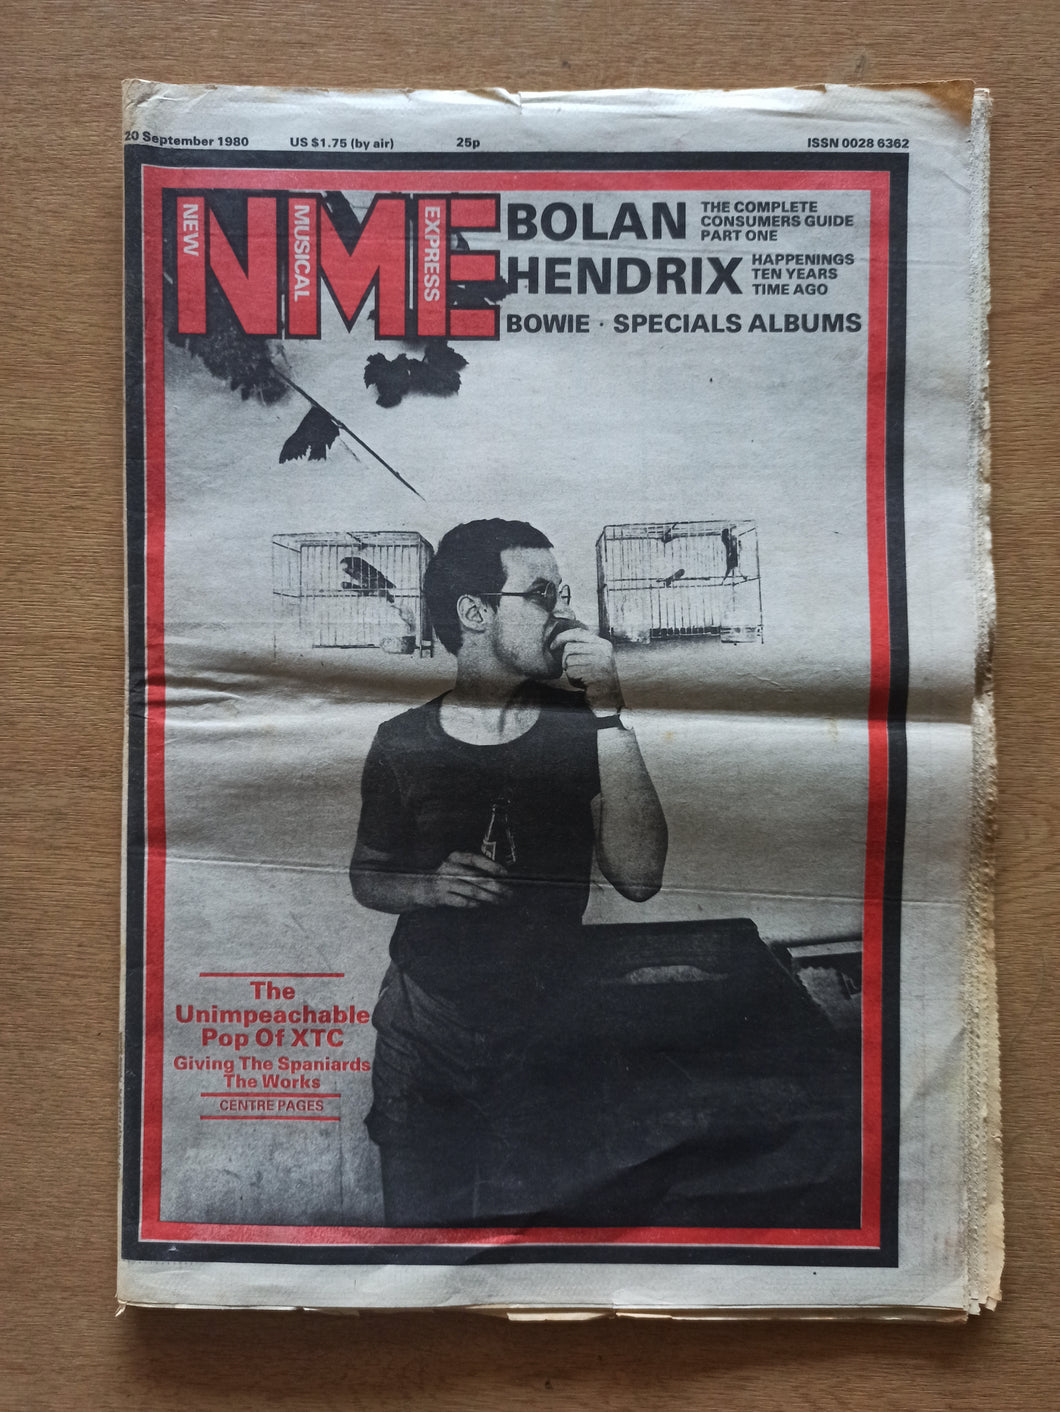 20 September 1980 US $1.75 (by air) 25p ISSN 0028 6362
NME
NEW
MUSICAL
EXPRESS
BOLAN
THE COMPLETE
CONSUMERS GUIDE
PART ONE
HENDRIX
HAPPENINGS
TEN YEARS
TIME AGO
BOWIE · SPECIALS ALBUMS
The
Unimpeachable
Pop Of XTC
Giving The Spaniards
The Works
CENTRE PAGES